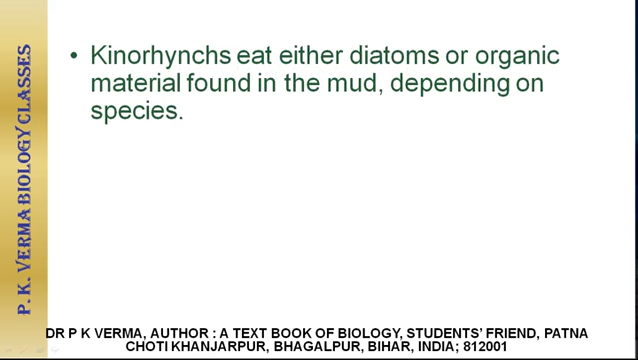 P. K. VERMA BIOLOGY CLASSES
• Kinorhynchs eat either diatoms or organic
material found in the mud, depending on
species.
DR P K VERMA, AUTHOR : A TEXT BOOK OF BIOLOGY, STUDENTS' FRIEND, PATNA
CHOTI KHANJARPUR, BHAGALPUR, BIHAR, INDIA; 812001